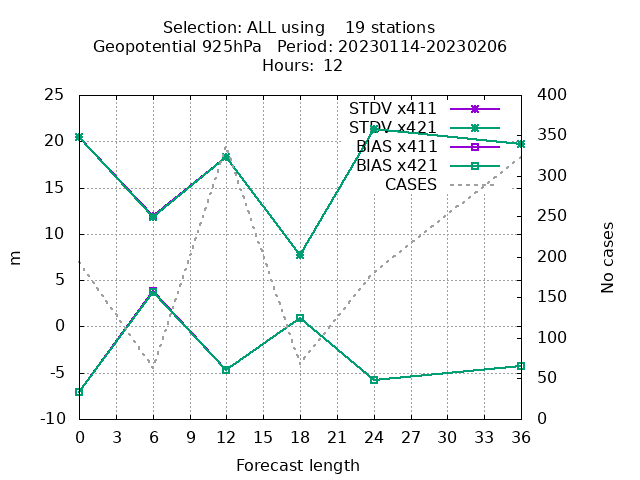 Selection: ALL using    19 stations
Geopotential 925hPa   Period: 20230114-20230206
Hours: 12
STDV x411
STDV x421
BIAS x411
BIAS x421
CASES
25
20
15
10
5
0
-5
-10
m
400
350
300
250
200
150
100
50
0
No cases
0 3 6 9 12 15 18 21 24 27 30 33 36
Forecast length